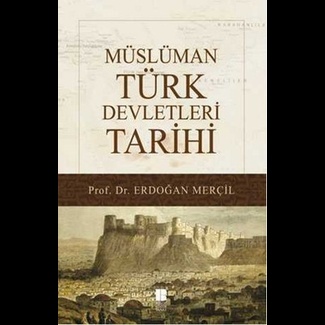 MÜSLÜMAN
TÜRK
DEVLETLERİ
TARİHİ
Prof. Dr. ERDOĞAN MERÇİL